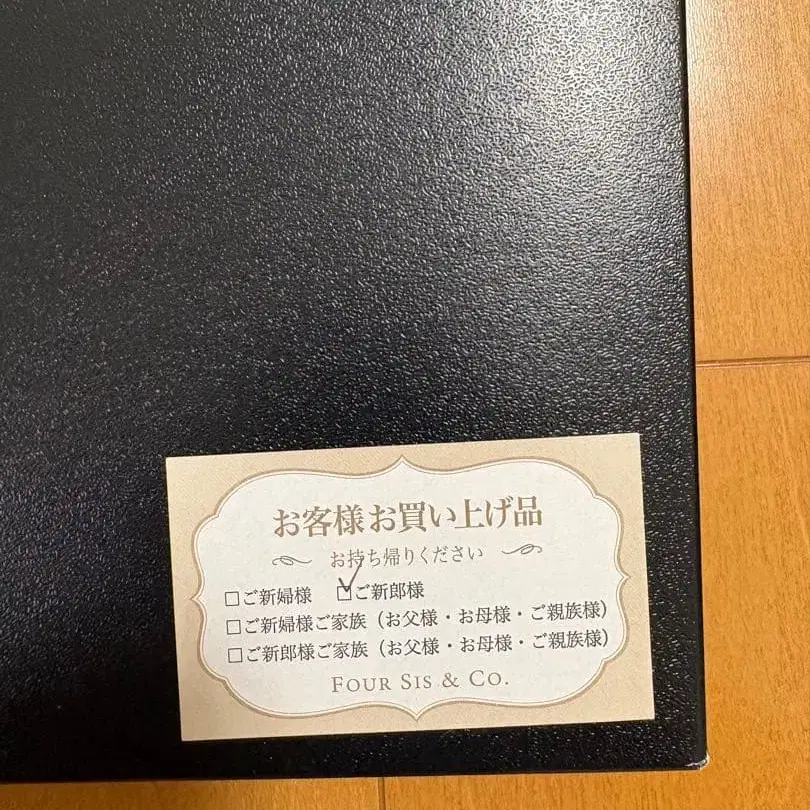 お客様お買い上げ品
お持ち帰りください
□ご新婦様 ☑ご新郎様
□ご新婦様ご家族（お父様・お母様・ご親族様）
□ご新郎様ご家族（お父様・お母様・ご親族様）
FOUR SIS & CO.